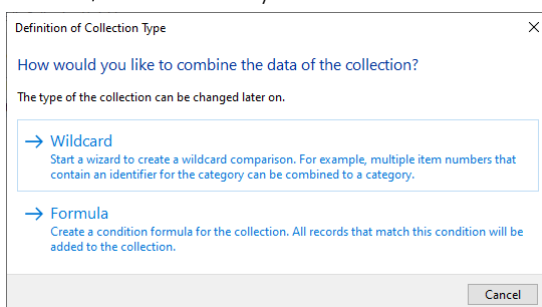 Definition of Collection Type
How would you like to combine the data of the collection?
The type of the collection can be changed later on.
Wildcard
Start a wizard to create a wildcard comparison. For example, multiple item numbers that
contain an identifier for the category can be combined to a category.
Formula
Create a condition formula for the collection. All records that match this condition will be
added to the collection.
Cancel